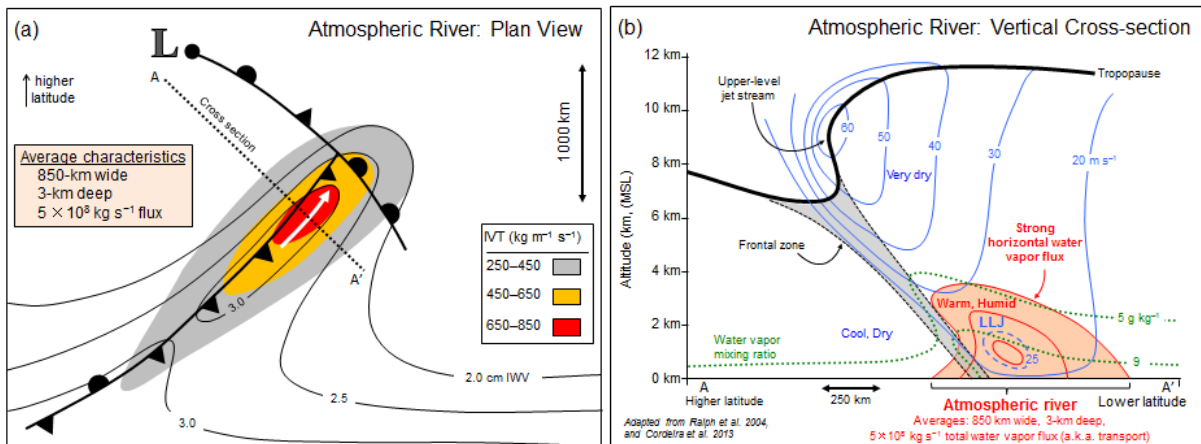 (a)
Atmospheric River: Plan View
L
A
higher
latitude
Cross section
1000 km
Average characteristics
850-km wide
3-km deep
5 × 10⁸ kg s⁻¹ flux
A'
IVT (kg m⁻¹ s⁻¹)
250–450
450–650
650–850
3.0
2.0 cm IWV
2.5
3.0
(b)
Atmospheric River: Vertical Cross-section
12 km
10 km
8 km
6 km
4 km
2 km
0 km
Altitude (km, (MSL)
Upper-level
jet stream
Tropopause
60
50
40
30
20 m s⁻¹
Very dry
Frontal zone
Strong
horizontal water
vapor flux
Warm, Humid
5 g kg⁻¹
LLJ
Water vapor
mixing ratio
Cool, Dry
25
9
A
Higher latitude
250 km
A'
Lower latitude
Atmospheric river
Averages: 850 km wide, 3-km deep,
5×10⁸ kg s⁻¹ total water vapor flux (a.k.a. transport)
Adapted from Ralph et al. 2004,
and Cordeira et al. 2013